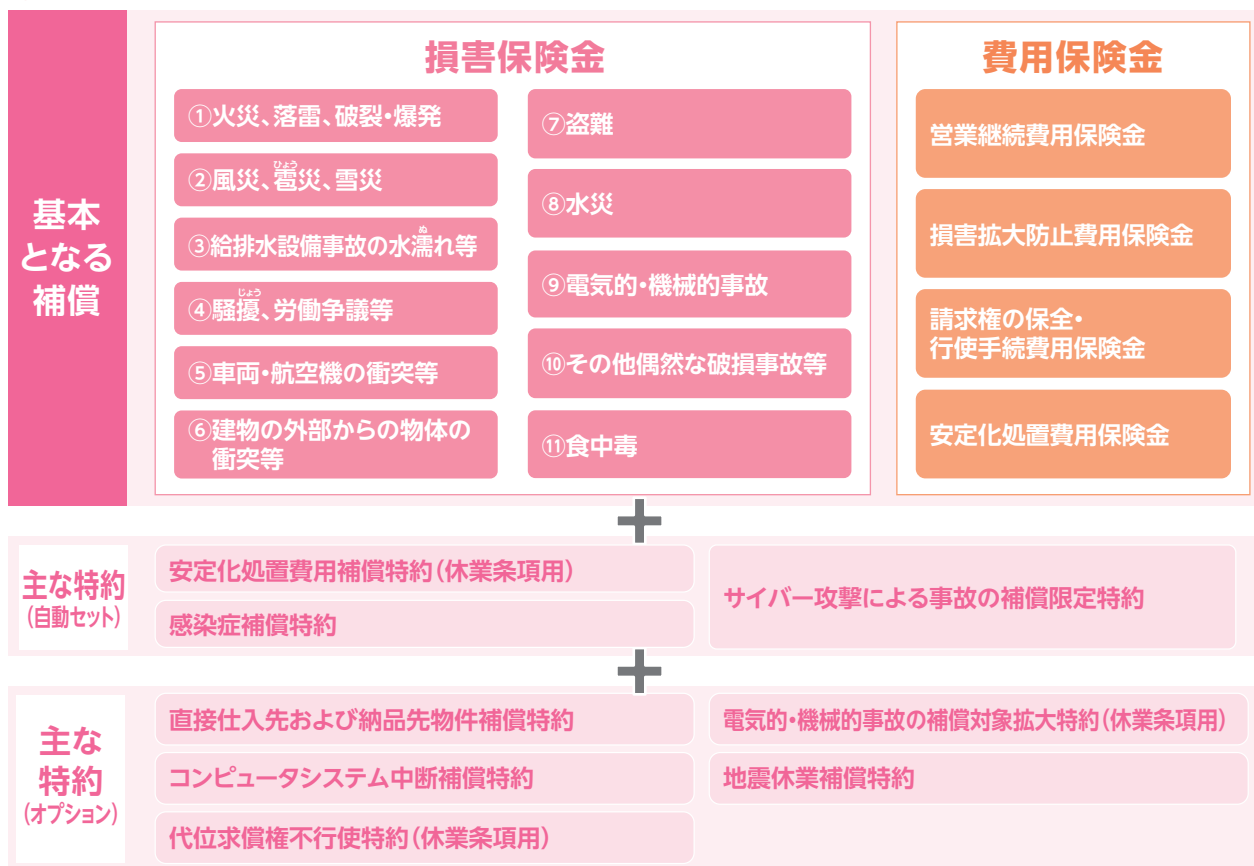 基本
となる
補償
損害保険金
①火災、落雷、破裂・爆発
②風災、雹災、雪災
ひょう
③給排水設備事故の水濡れ等
ぬ
④騒擾、労働争議等
じょう
⑤車両・航空機の衝突等
⑥建物の外部からの物体の
衝突等
⑦盗難
⑧水災
⑨電気的・機械的事故
⑩その他偶然な破損事故等
⑪食中毒
費用保険金
営業継続費用保険金
損害拡大防止費用保険金
請求権の保全・
行使手続費用保険金
安定化処置費用保険金
+
主な特約
(自動セット)
安定化処置費用補償特約(休業条項用)
感染症補償特約
サイバー攻撃による事故の補償限定特約
+
主な
特約
(オプション)
直接仕入先および納品先物件補償特約
コンピュータシステム中断補償特約
代位求償権不行使特約(休業条項用)
電気的・機械的事故の補償対象拡大特約(休業条項用)
地震休業補償特約